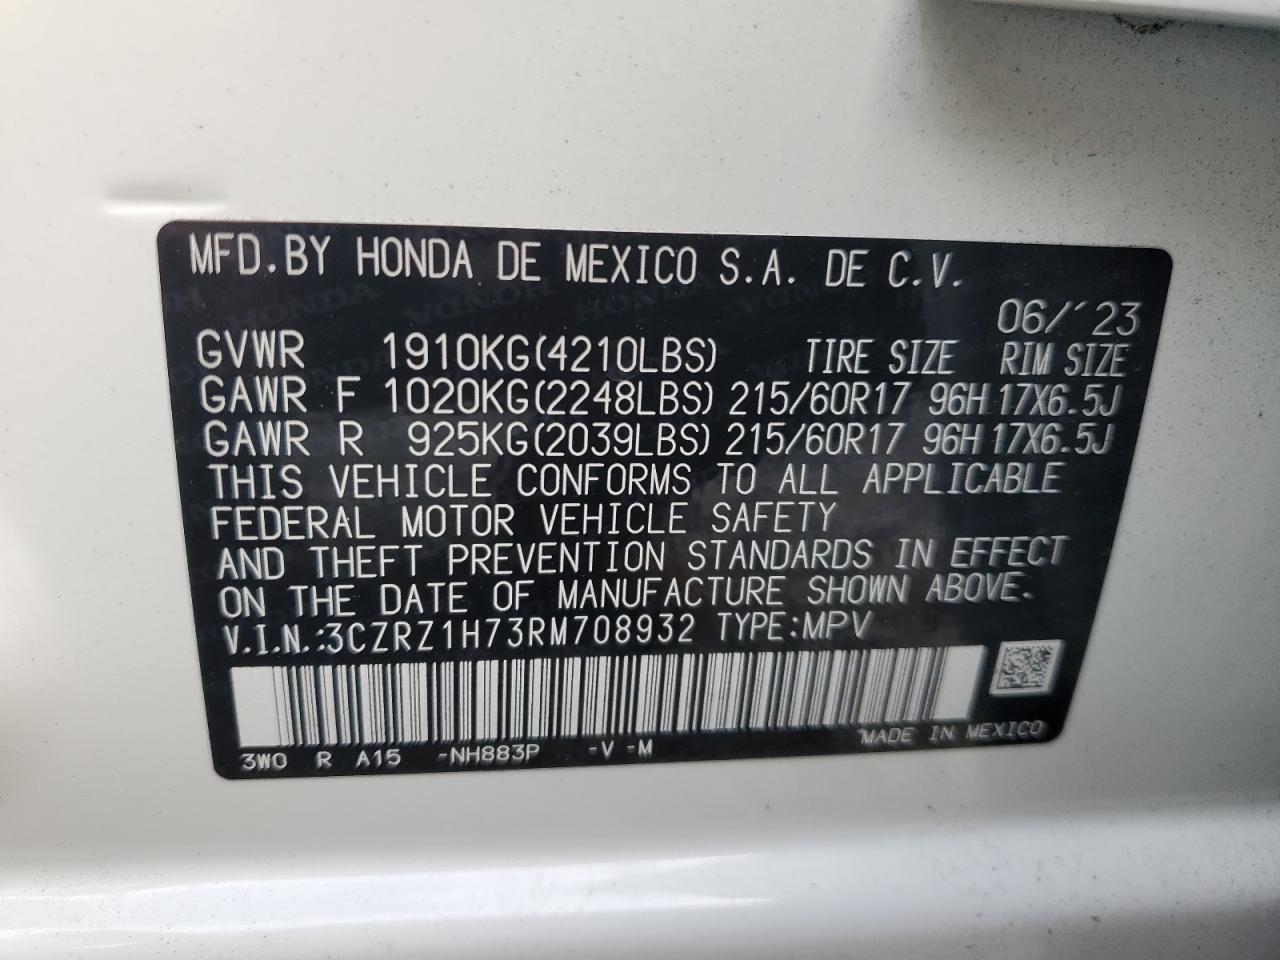 MFD.BY HONDA DE MEXICO S.A. DE C.V.
06/´23
GVWR 1910KG(4210LBS) TIRE SIZE RIM SIZE
GAWR F 1020KG(2248LBS) 215/60R17 96H 17X6.5J
GAWR R 925KG(2039LBS) 215/60R17 96H 17X6.5J
THIS VEHICLE CONFORMS TO ALL APPLICABLE
FEDERAL MOTOR VEHICLE SAFETY
AND THEFT PREVENTION STANDARDS IN EFFECT
ON THE DATE OF MANUFACTURE SHOWN ABOVE.
V.I.N.:3CZRZ1H73RM708932 TYPE:MPV
3W0 R A15 -NH883P -V -M
MADE IN MEXICO